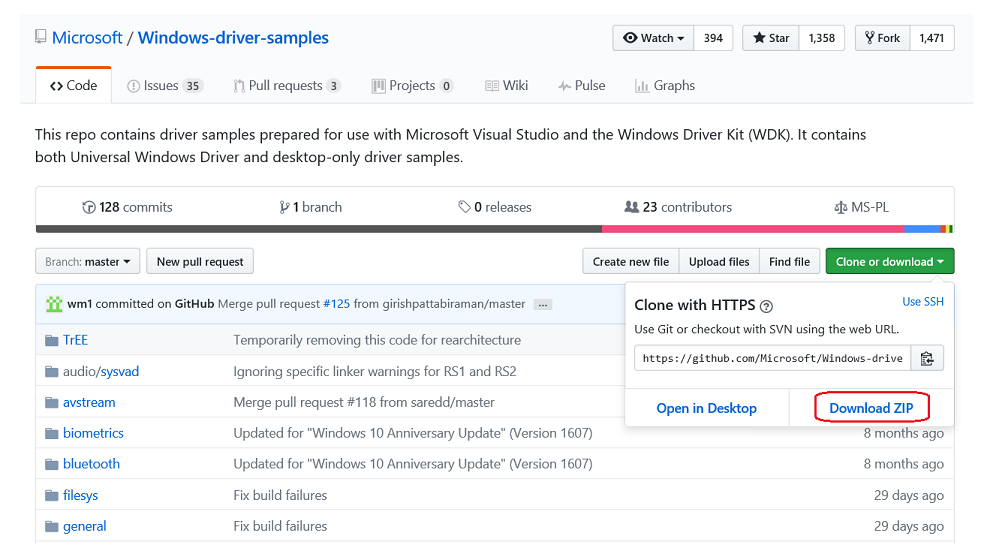 Microsoft / Windows-driver-samples
Watch 394 Star 1,358 Fork 1,471
Code Issues 35 Pull requests 3 Projects 0 Wiki Pulse Graphs
This repo contains driver samples prepared for use with Microsoft Visual Studio and the Windows Driver Kit (WDK). It contains
both Universal Windows Driver and desktop-only driver samples.
128 commits 1 branch 0 releases 23 contributors MS-PL
Branch: master New pull request Create new file Upload files Find file Clone or download
wm1 committed on GitHub Merge pull request #125 from girishpattabiraman/master ...
Clone with HTTPS ? Use SSH
Use Git or checkout with SVN using the web URL.
https://github.com/Microsoft/Windows-drive
Open in Desktop Download ZIP
TrEE Temporarily removing this code for rearchitecture
audio/sysvad Ignoring specific linker warnings for RS1 and RS2
avstream Merge pull request #118 from saredd/master
biometrics Updated for "Windows 10 Anniversary Update" (Version 1607) 8 months ago
bluetooth Updated for "Windows 10 Anniversary Update" (Version 1607) 8 months ago
filesys Fix build failures 29 days ago
general Fix build failures 29 days ago